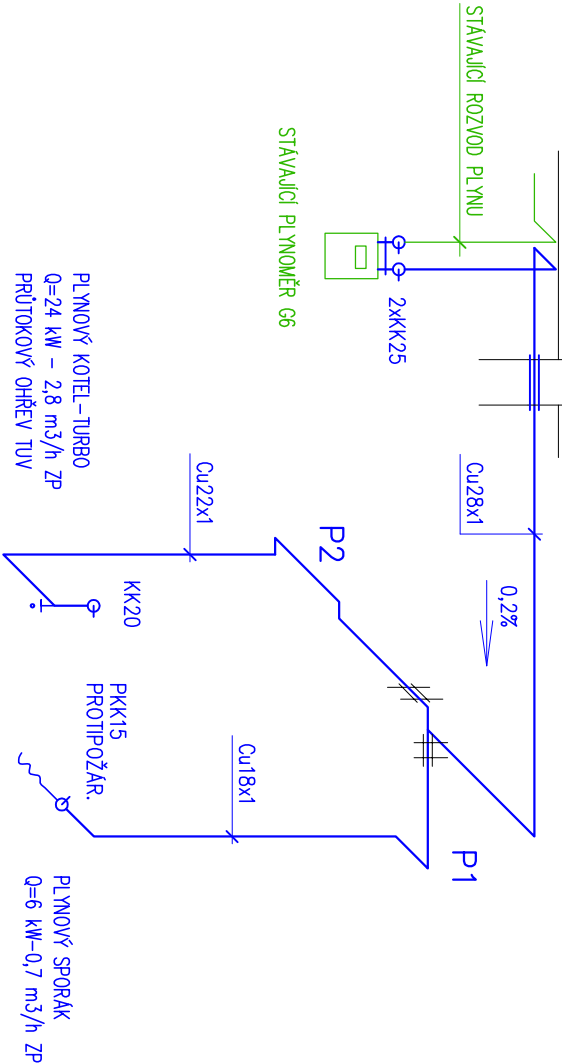 STÁVAJÍCÍ ROZVOD PLYNU
STÁVAJÍCÍ PLYNOMĚR G6
2xKK25
Cu28x1
0,2%
P1
P2
Cu22x1
KK20
PLYNOVÝ KOTEL-TURBO
Q=24 kW - 2,8 m3/h ZP
PRŮTOKOVÝ OHŘEV TUV
Cu18x1
PKK15
PROTIPOŽÁR.
PLYNOVÝ SPORÁK
Q=6 kW-0,7 m3/h ZP